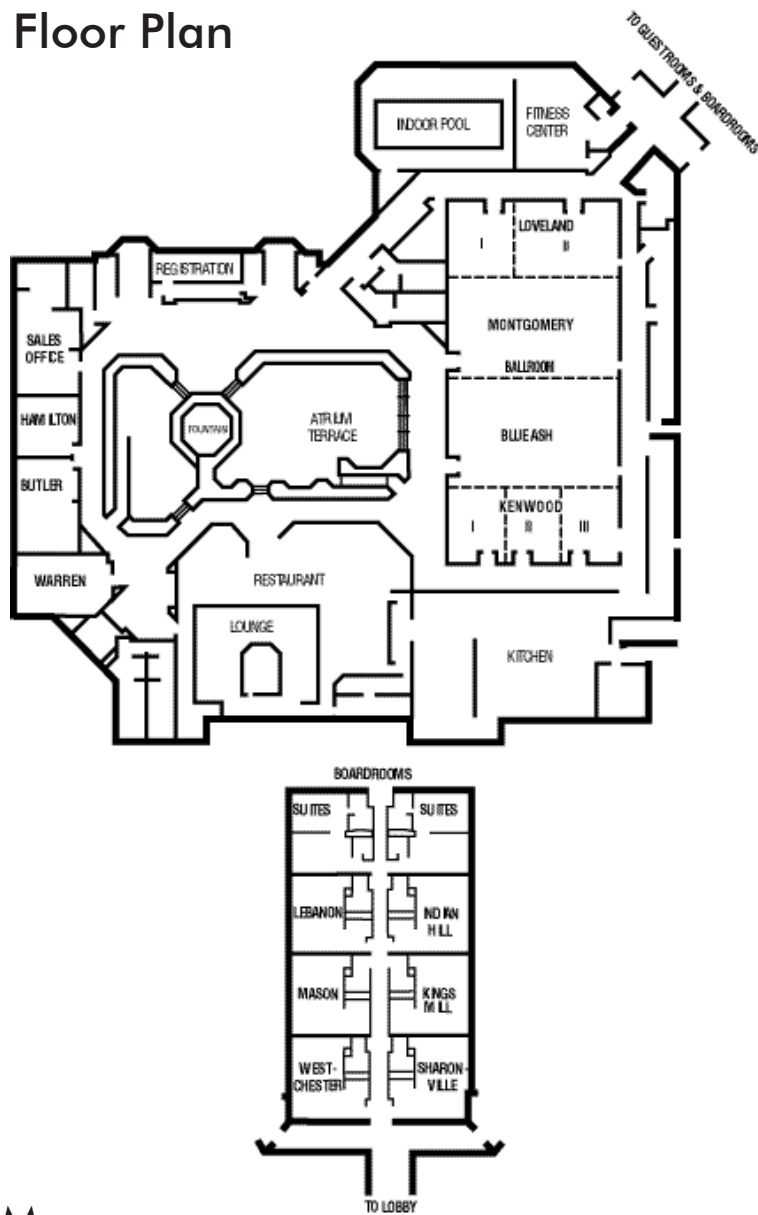 Floor Plan
TO GUESTROOMS & BOARDROOMS
INDOOR POOL
FITNESS
CENTER
LOVELAND
I
II
REGISTRATION
MONTGOMERY
SALES
OFFICE
BALLROOM
HAMILTON
FOUNTAIN
ATRIUM
TERRACE
BLUE ASH
BUTLER
KENWOOD
I
II
III
WARREN
RESTAURANT
LOUNGE
KITCHEN
BOARDROOMS
SUITES
SUITES
LEBANON
INDIAN
HILL
MASON
KINGS
MILL
WEST-
CHESTER
SHARON-
VILLE
TO LOBBY